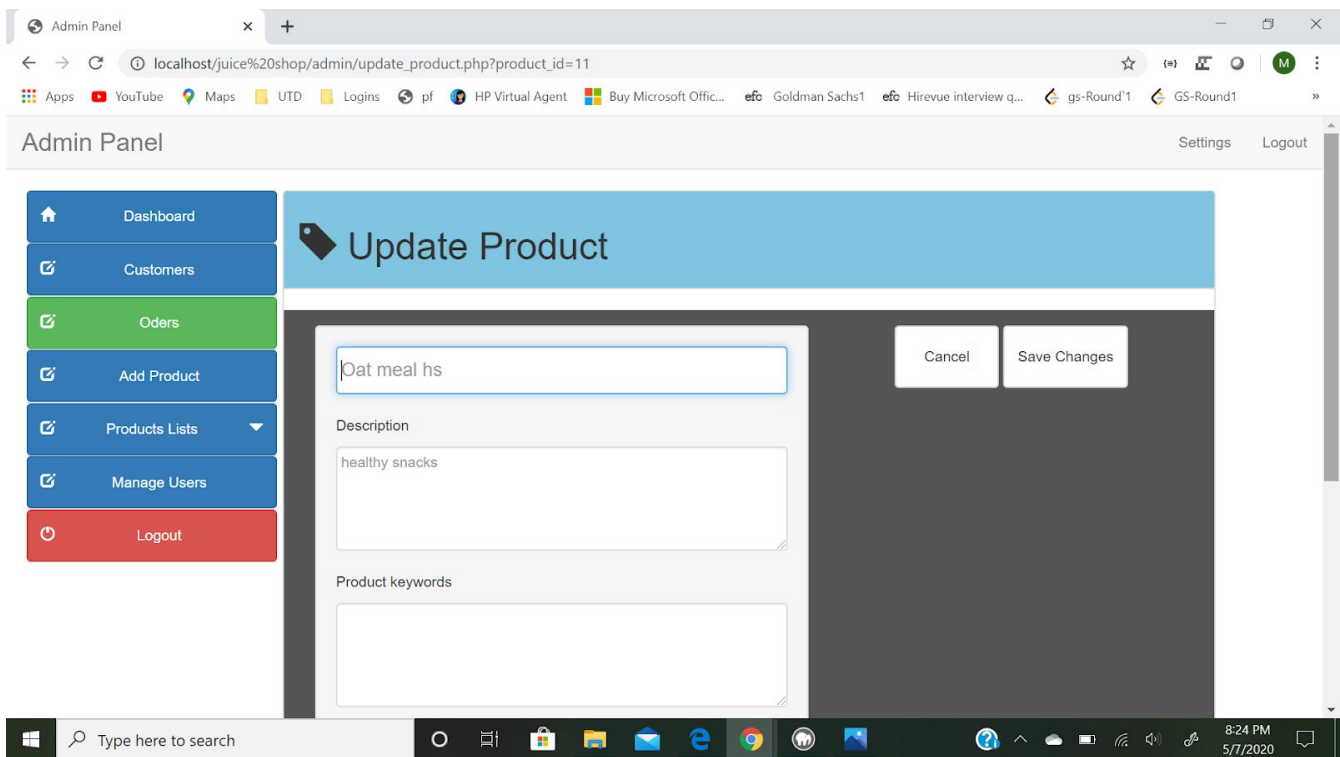 Admin Panel
localhost/juice%20shop/admin/update_product.php?product_id=11
M
Apps YouTube Maps UTD Logins pf HP Virtual Agent Buy Microsoft Offic... efc Goldman Sachs1 efc Hirevue interview q... gs-Round`1 GS-Round1 »
Admin Panel Settings Logout
Dashboard
Customers
Oders
Add Product
Products Lists
Manage Users
Logout
Update Product
Oat meal hs
Cancel Save Changes
Description
healthy snacks
Product keywords
Type here to search
8:24 PM
5/7/2020